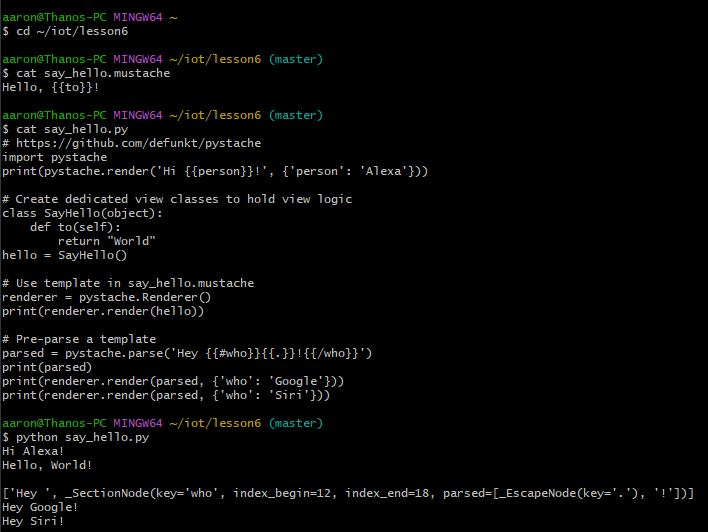 aaron@Thanos-PC MINGW64 ~
$ cd ~/iot/lesson6
aaron@Thanos-PC MINGW64 ~/iot/lesson6 (master)
$ cat say_hello.mustache
Hello, {{to}}!
aaron@Thanos-PC MINGW64 ~/iot/lesson6 (master)
$ cat say_hello.py
# https://github.com/defunkt/pystache
import pystache
print(pystache.render('Hi {{person}}!', {'person': 'Alexa'}))
# Create dedicated view classes to hold view logic
class SayHello(object):
    def to(self):
        return "World"
hello = SayHello()
# Use template in say_hello.mustache
renderer = pystache.Renderer()
print(renderer.render(hello))
# Pre-parse a template
parsed = pystache.parse('Hey {{#who}}{{.}}!{{/who}}')
print(parsed)
print(renderer.render(parsed, {'who': 'Google'}))
print(renderer.render(parsed, {'who': 'Siri'}))
aaron@Thanos-PC MINGW64 ~/iot/lesson6 (master)
$ python say_hello.py
Hi Alexa!
Hello, World!
['Hey ', _SectionNode(key='who', index_begin=12, index_end=18, parsed=[_EscapeNode(key='.'), '!'])]
Hey Google!
Hey Siri!